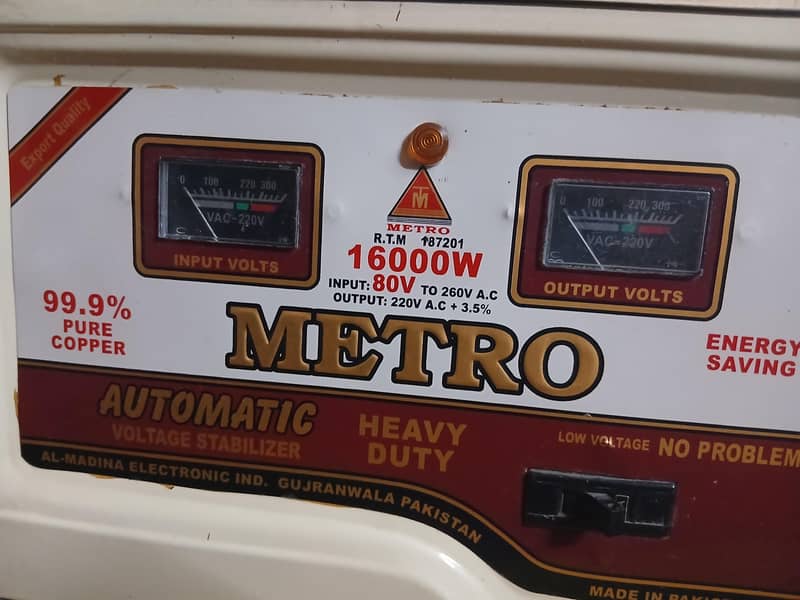 Export Quality
0 100 220 300
VAC-220V
INPUT VOLTS
TM
METRO
R.T.M 187201
16000W
INPUT: 80V TO 260V A.C
OUTPUT: 220V A.C + 3.5%
0 100 220 300
VAC-220V
OUTPUT VOLTS
99.9%
PURE
COPPER
METRO
ENERGY
SAVING
AUTOMATIC
VOLTAGE STABILIZER
HEAVY
DUTY
LOW VOLTAGE NO PROBLEM
AL-MADINA ELECTRONIC IND. GUJRANWALA PAKISTAN
MADE IN PAKIS